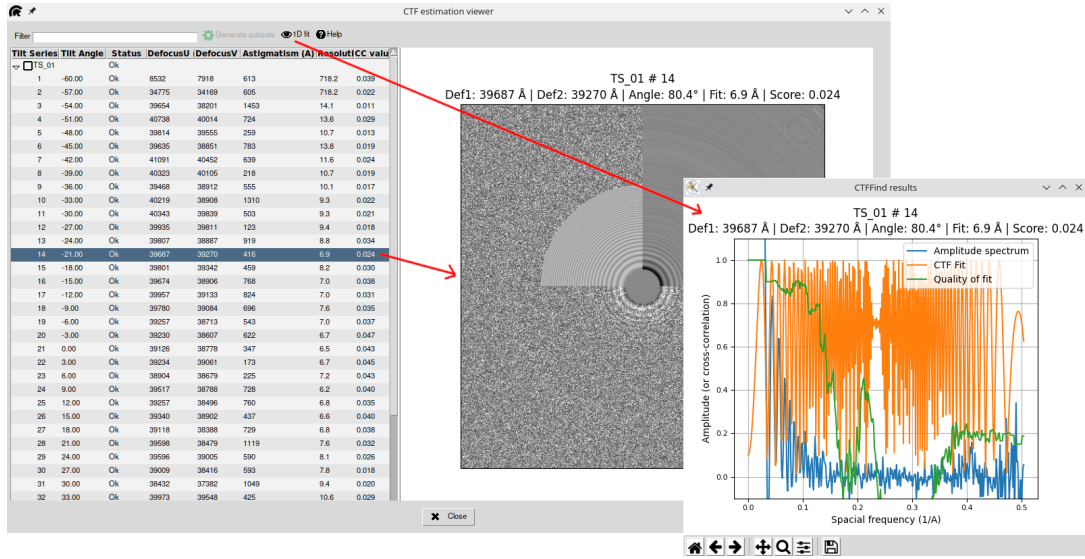 CTF estimation viewer
Filter Generate subsets 1D fit Help
Tilt Series Tilt Angle Status DefocusU ( DefocusV Astigmatism (A) Resoluti CC valu
TS_01 Ok
1 -60.00 Ok 8532 7918 613 718.2 0.039
2 -57.00 Ok 34775 34169 605 718.2 0.022
3 -54.00 Ok 39654 38201 1453 14.1 0.011
4 -51.00 Ok 40738 40014 724 13.6 0.029
5 -48.00 Ok 39814 39555 259 10.7 0.013
6 -45.00 Ok 39635 38851 783 13.8 0.019
7 -42.00 Ok 41091 40452 639 11.6 0.024
8 -39.00 Ok 40323 40105 218 10.7 0.019
9 -36.00 Ok 39468 38912 555 10.1 0.017
10 -33.00 Ok 40219 38908 1310 9.3 0.022
11 -30.00 Ok 40343 39839 503 9.3 0.021
12 -27.00 Ok 39935 39811 123 9.4 0.018
13 -24.00 Ok 39807 38887 919 8.8 0.034
14 -21.00 Ok 39687 39270 416 6.9 0.024
15 -18.00 Ok 39801 39342 459 8.2 0.030
16 -15.00 Ok 39674 38906 768 7.0 0.038
17 -12.00 Ok 39957 39133 824 7.0 0.031
18 -9.00 Ok 39780 39084 696 7.6 0.035
19 -6.00 Ok 39257 38713 543 7.0 0.037
20 -3.00 Ok 39230 38607 622 6.7 0.047
21 0.00 Ok 39126 38778 347 6.5 0.043
22 3.00 Ok 39234 39061 173 6.7 0.045
23 6.00 Ok 38904 38679 225 7.2 0.043
24 9.00 Ok 39517 38788 728 6.2 0.040
25 12.00 Ok 39257 38496 760 6.8 0.035
26 15.00 Ok 39340 38902 437 6.6 0.040
27 18.00 Ok 39118 38388 729 6.8 0.038
28 21.00 Ok 39598 38479 1119 7.6 0.032
29 24.00 Ok 39596 39005 590 8.1 0.026
30 27.00 Ok 39009 38416 593 7.8 0.018
31 30.00 Ok 38432 37382 1049 9.4 0.020
32 33.00 Ok 39973 39548 425 10.6 0.029
TS_01 # 14
Def1: 39687 Å | Def2: 39270 Å | Angle: 80.4° | Fit: 6.9 Å | Score: 0.024
Close
CTFFind results
TS_01 # 14
Def1: 39687 Å | Def2: 39270 Å | Angle: 80.4° | Fit: 6.9 Å | Score: 0.024
Amplitude spectrum
CTF Fit
Quality of fit
Amplitude (or cross-correlation)
1.0
0.8
0.6
0.4
0.2
0.0
0.0 0.1 0.2 0.3 0.4 0.5
Spacial frequency (1/A)